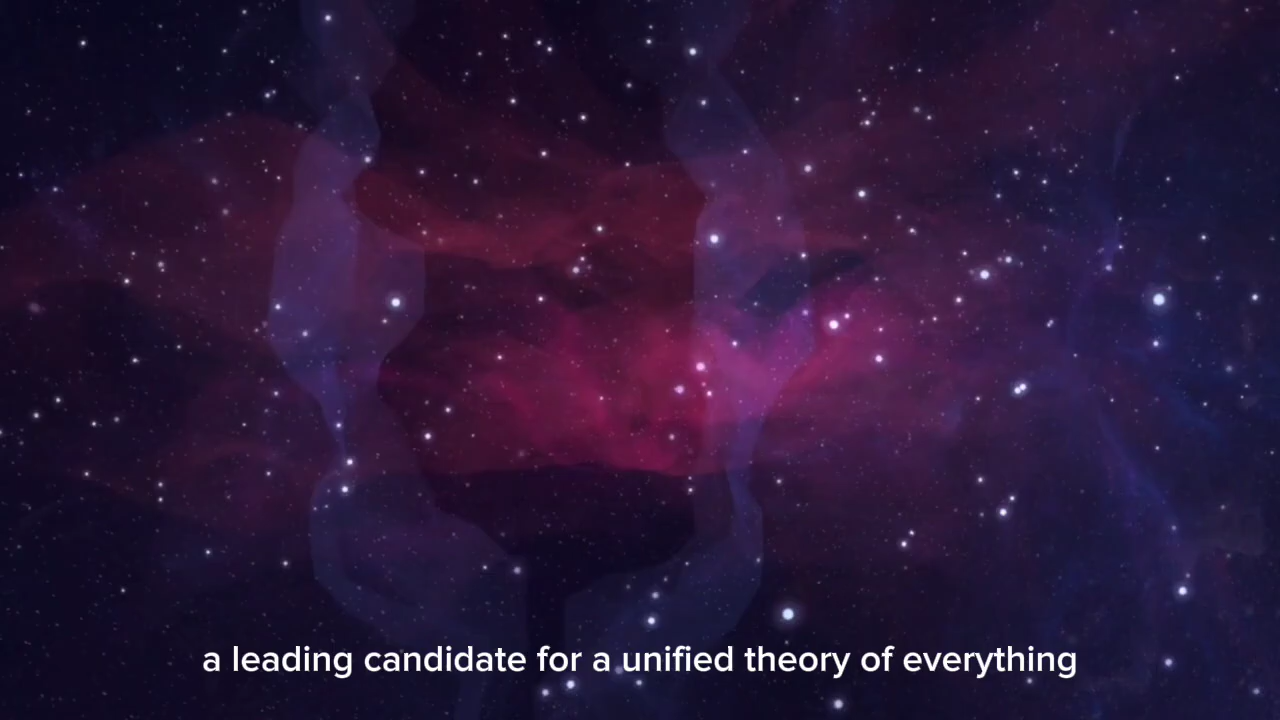 a leading candidate for a unified theory of everything